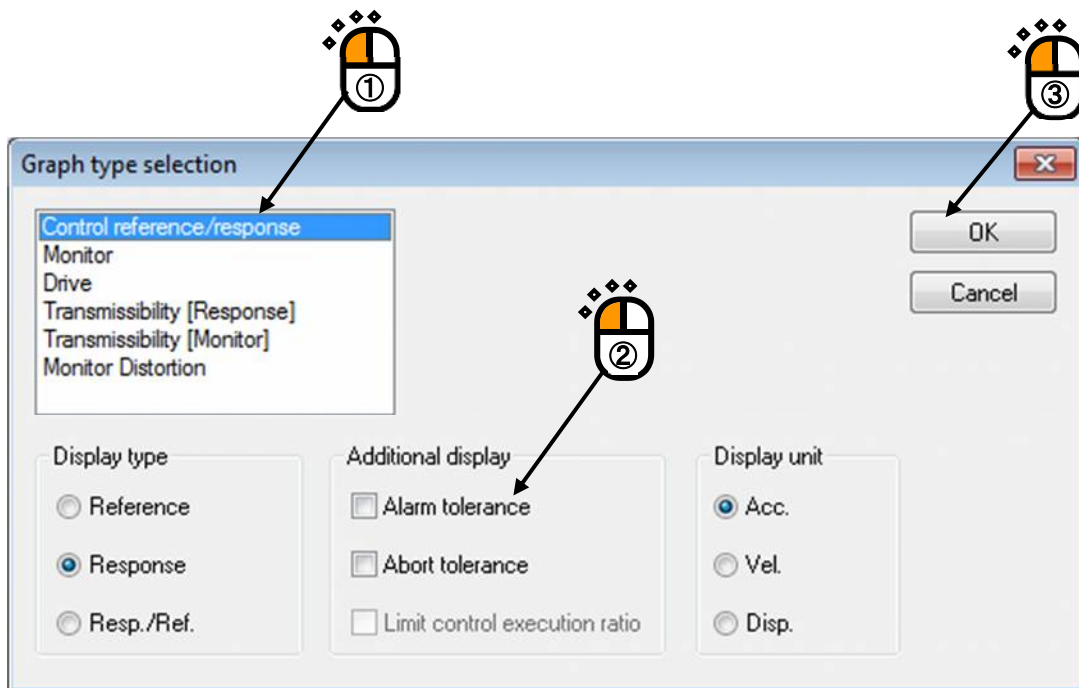 ①
③
Graph type selection
Control reference/response
Monitor
Drive
Transmissibility [Response]
Transmissibility [Monitor]
Monitor Distortion
OK
Cancel
②
Display type
Reference
Response
Resp./Ref.
Additional display
Alarm tolerance
Abort tolerance
Limit control execution ratio
Display unit
Acc.
Vel.
Disp.